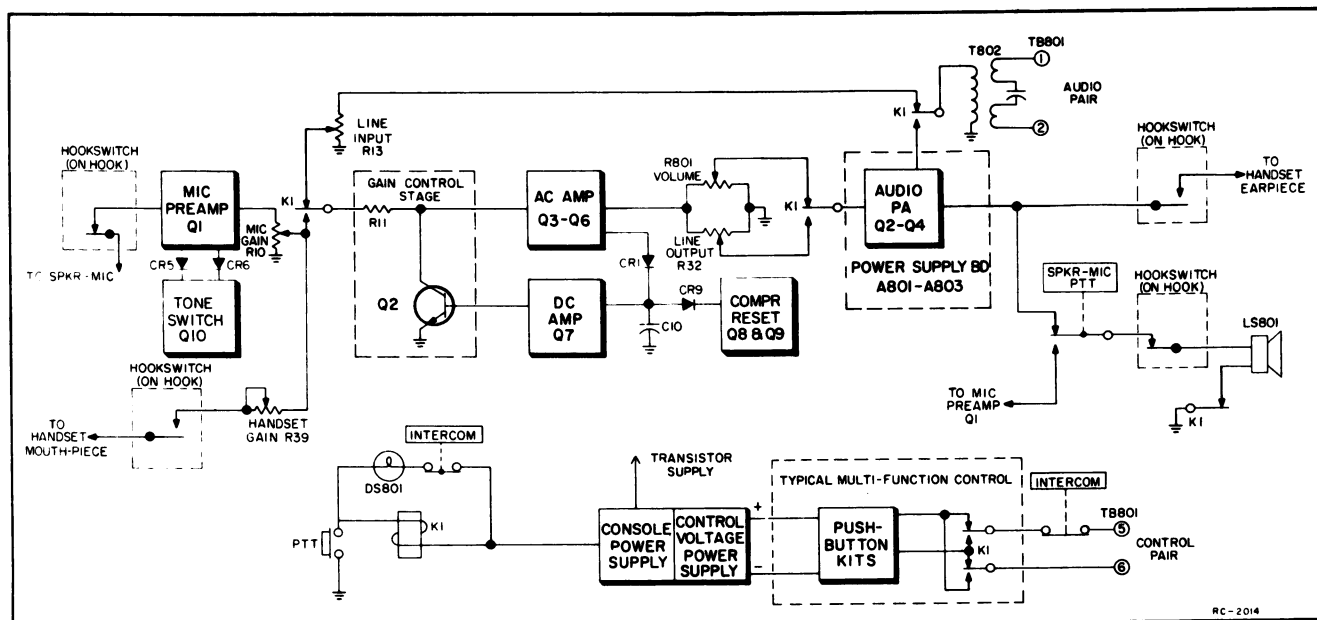 T802
TB801
1
AUDIO
PAIR
2
K1
LINE
INPUT
R13
HOOKSWITCH
(ON HOOK)
TO SPKR-MIC
MIC
PREAMP
Q1
CR5
CR6
TONE
SWITCH
Q10
MIC
GAIN
R10
K1
GAIN CONTROL
STAGE
R11
Q2
AC AMP
Q3-Q6
CR1
DC
AMP
Q7
CR9
C10
COMPR
RESET
Q8 & Q9
R801
VOLUME
LINE
OUTPUT
R32
K1
AUDIO
PA
Q2-Q4
POWER SUPPLY BD
A801-A803
HOOKSWITCH
(ON HOOK)
TO
HANDSET
EARPIECE
SPKR-MIC
PTT
HOOKSWITCH
(ON HOOK)
LS801
TO MIC
PREAMP
Q1
K1
HOOKSWITCH
(ON HOOK)
TO
HANDSET
MOUTH-PIECE
HANDSET
GAIN R39
INTERCOM
DS801
PTT
K1
TRANSISTOR
SUPPLY
CONSOLE
POWER
SUPPLY
CONTROL
VOLTAGE
POWER
SUPPLY
+
-
TYPICAL MULTI-FUNCTION CONTROL
PUSH-
BUTTON
KITS
K1
INTERCOM
TB801
5
CONTROL
PAIR
6
RC-2014